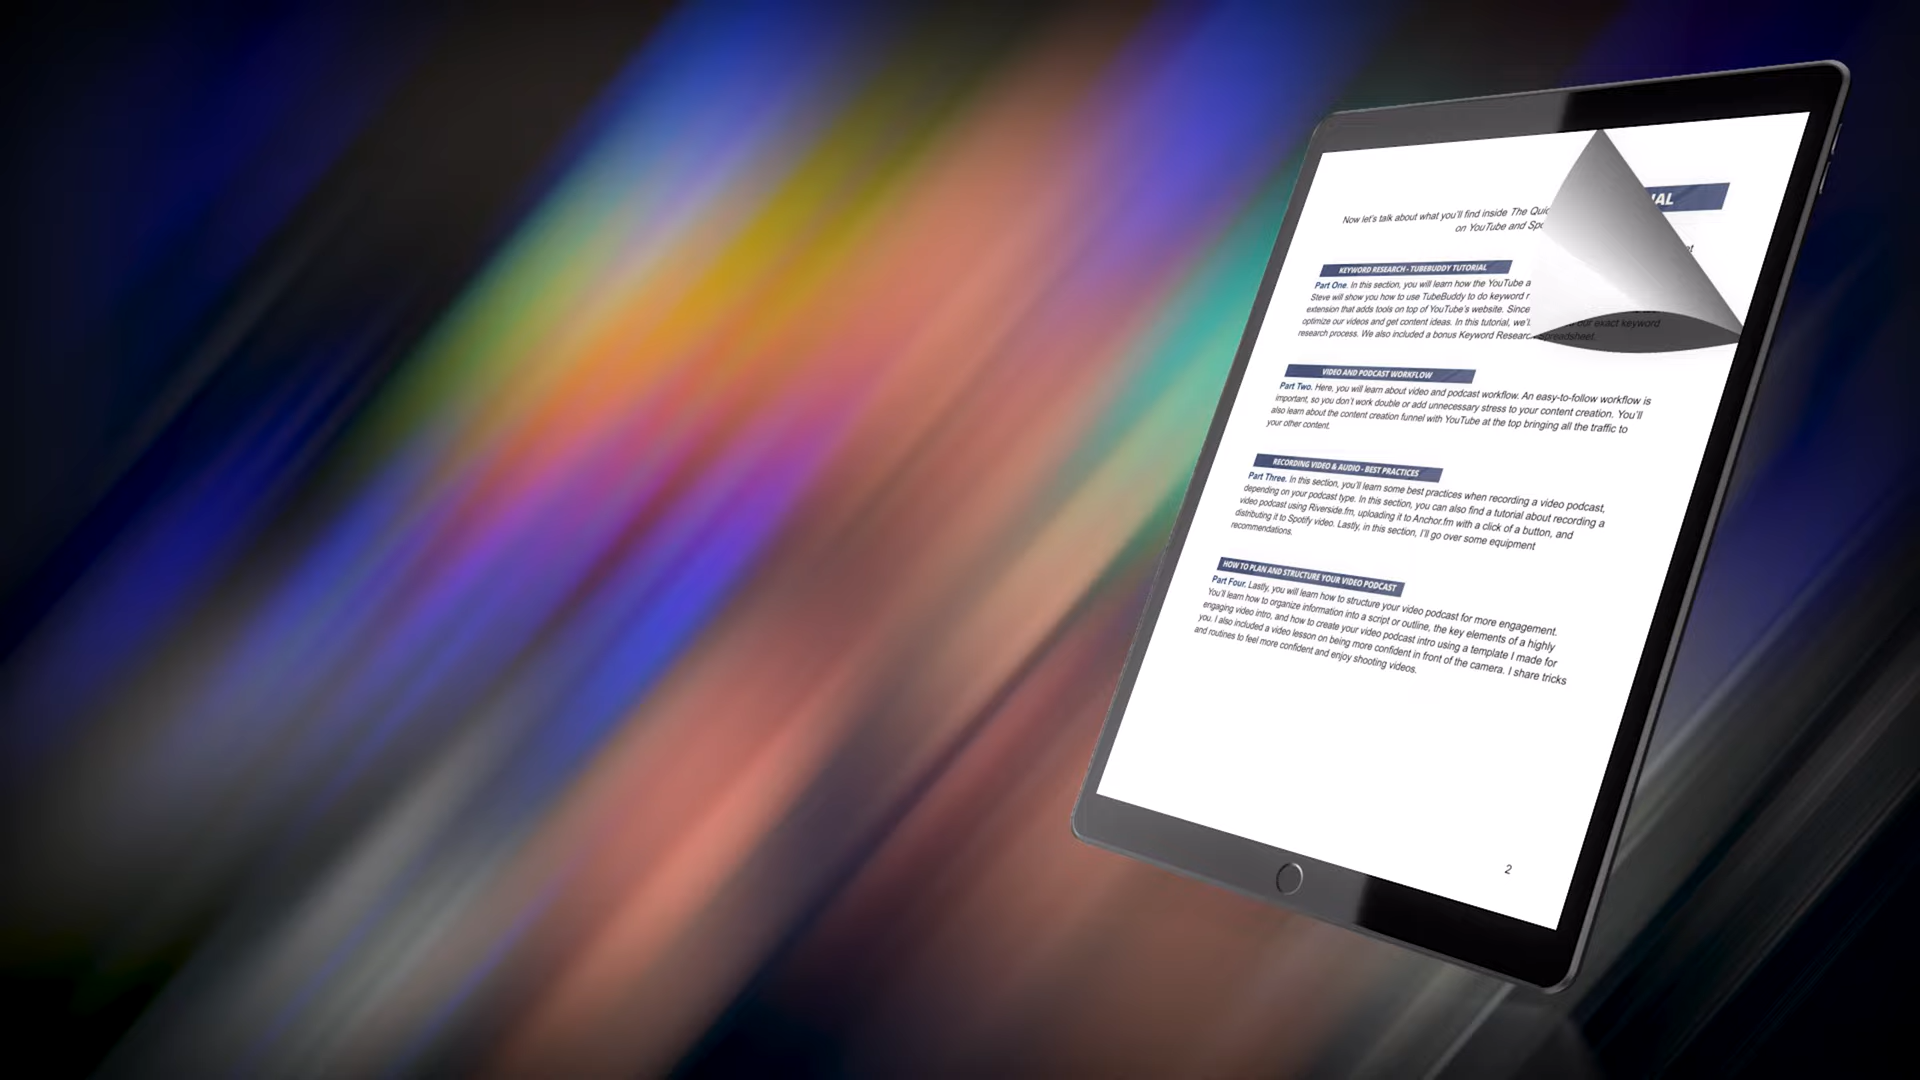 IAL
Now let's talk about what you'll find inside The Quic
on YouTube and Spo
KEYWORD RESEARCH - TUBEBUDDY TUTORIAL
Part One. In this section, you will learn how the YouTube a
Steve will show you how to use TubeBuddy to do keyword r
extension that adds tools on top of YouTube's website. Since
optimize our videos and get content ideas. In this tutorial, we'l our exact keyword
research process. We also included a bonus Keyword Research Spreadsheet.
VIDEO AND PODCAST WORKFLOW
Part Two. Here, you will learn about video and podcast workflow. An easy-to-follow workflow is
important, so you don't work double or add unnecessary stress to your content creation. You'll
also learn about the content creation funnel with YouTube at the top bringing all the traffic to
your other content.
RECORDING VIDEO & AUDIO - BEST PRACTICES
Part Three. In this section, you'll learn some best practices when recording a video podcast,
depending on your podcast type. In this section, you can also find a tutorial about recording a
video podcast using Riverside.fm, uploading it to Anchor.fm with a click of a button, and
distributing it to Spotify video. Lastly, in this section, I'll go over some equipment
recommendations.
HOW TO PLAN AND STRUCTURE YOUR VIDEO PODCAST
Part Four. Lastly, you will learn how to structure your video podcast for more engagement.
You'll learn how to organize information into a script or outline, the key elements of a highly
engaging video intro, and how to create your video podcast intro using a template I made for
you. I also included a video lesson on being more confident in front of the camera. I share tricks
and routines to feel more confident and enjoy shooting videos.
2